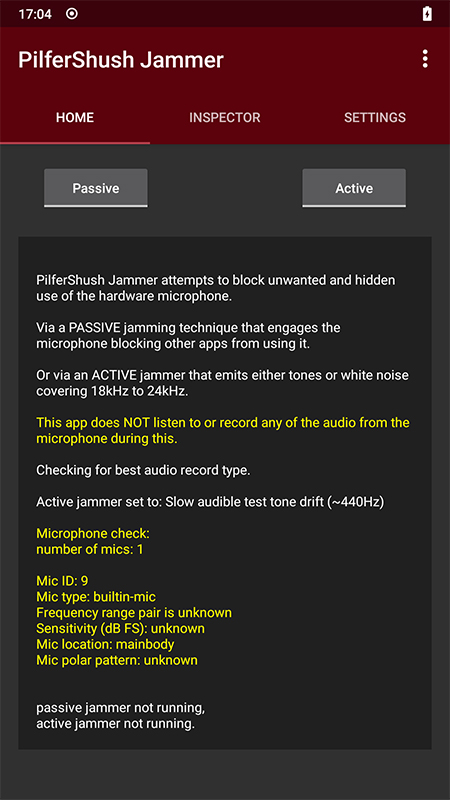 17:04
PilferShush Jammer
HOME INSPECTOR SETTINGS
Passive Active
PilferShush Jammer attempts to block unwanted and hidden
use of the hardware microphone.
Via a PASSIVE jamming technique that engages the
microphone blocking other apps from using it.
Or via an ACTIVE jammer that emits either tones or white noise
covering 18kHz to 24kHz.
This app does NOT listen to or record any of the audio from the
microphone during this.
Checking for best audio record type.
Active jammer set to: Slow audible test tone drift (~440Hz)
Microphone check:
number of mics: 1
Mic ID: 9
Mic type: builtin-mic
Frequency range pair is unknown
Sensitivity (dB FS): unknown
Mic location: mainbody
Mic polar pattern: unknown
passive jammer not running,
active jammer not running.